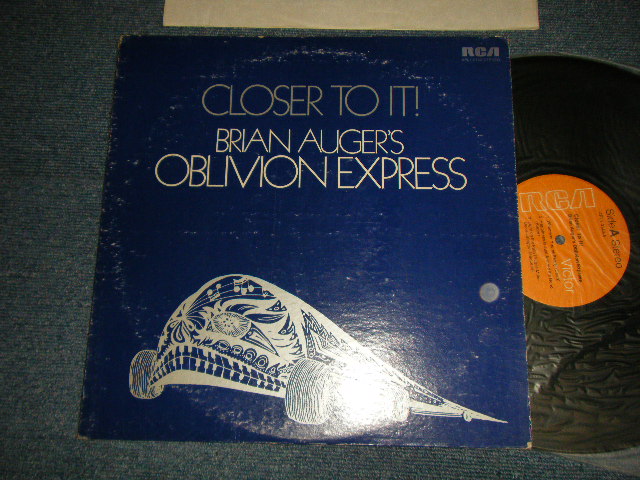 RCA
CLOSER TO IT!
BRIAN AUGER'S
OBLIVION EXPRESS
RCA
Side A Stereo
Victor